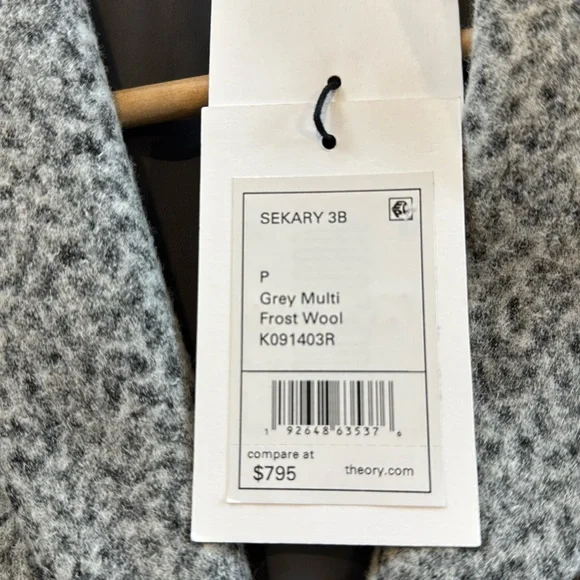 SEKARY 3B
P
Grey Multi
Frost Wool
K091403R
1 92648 63537 6
compare at
$795 theory.com